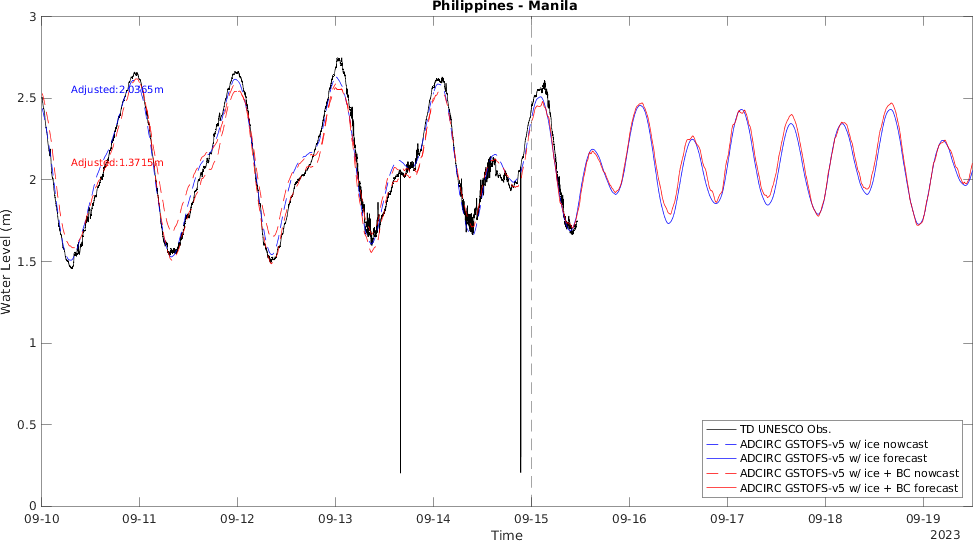 Philippines - Manila
3
2.5
2
1.5
1
0.5
0
Water Level (m)
Adjusted:2.0365m
Adjusted:1.3715m
TD UNESCO Obs.
ADCIRC GSTOFS-v5 w/ ice nowcast
ADCIRC GSTOFS-v5 w/ ice forecast
ADCIRC GSTOFS-v5 w/ ice + BC nowcast
ADCIRC GSTOFS-v5 w/ ice + BC forecast
09-10 09-11 09-12 09-13 09-14 09-15 09-16 09-17 09-18 09-19
Time
2023